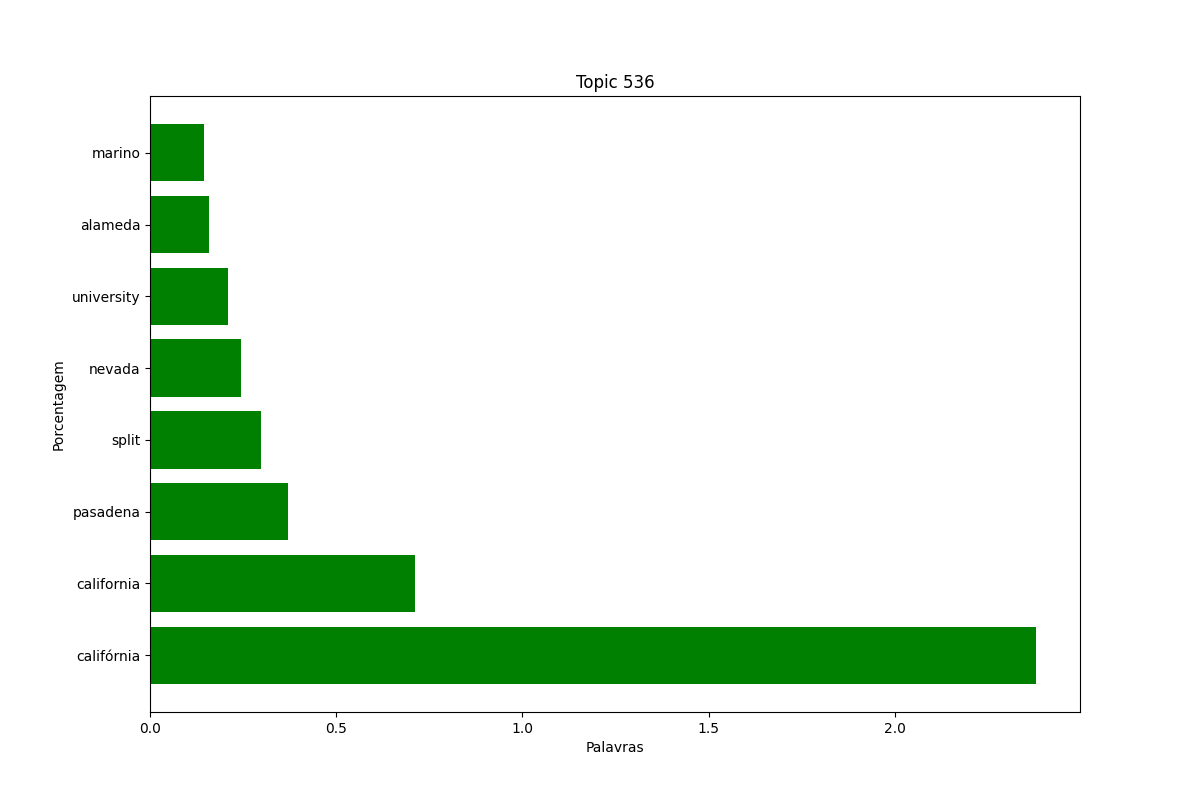 Topic 536
marino
alameda
university
nevada
split
pasadena
california
califórnia
Porcentagem
0.0 0.5 1.0 1.5 2.0
Palavras